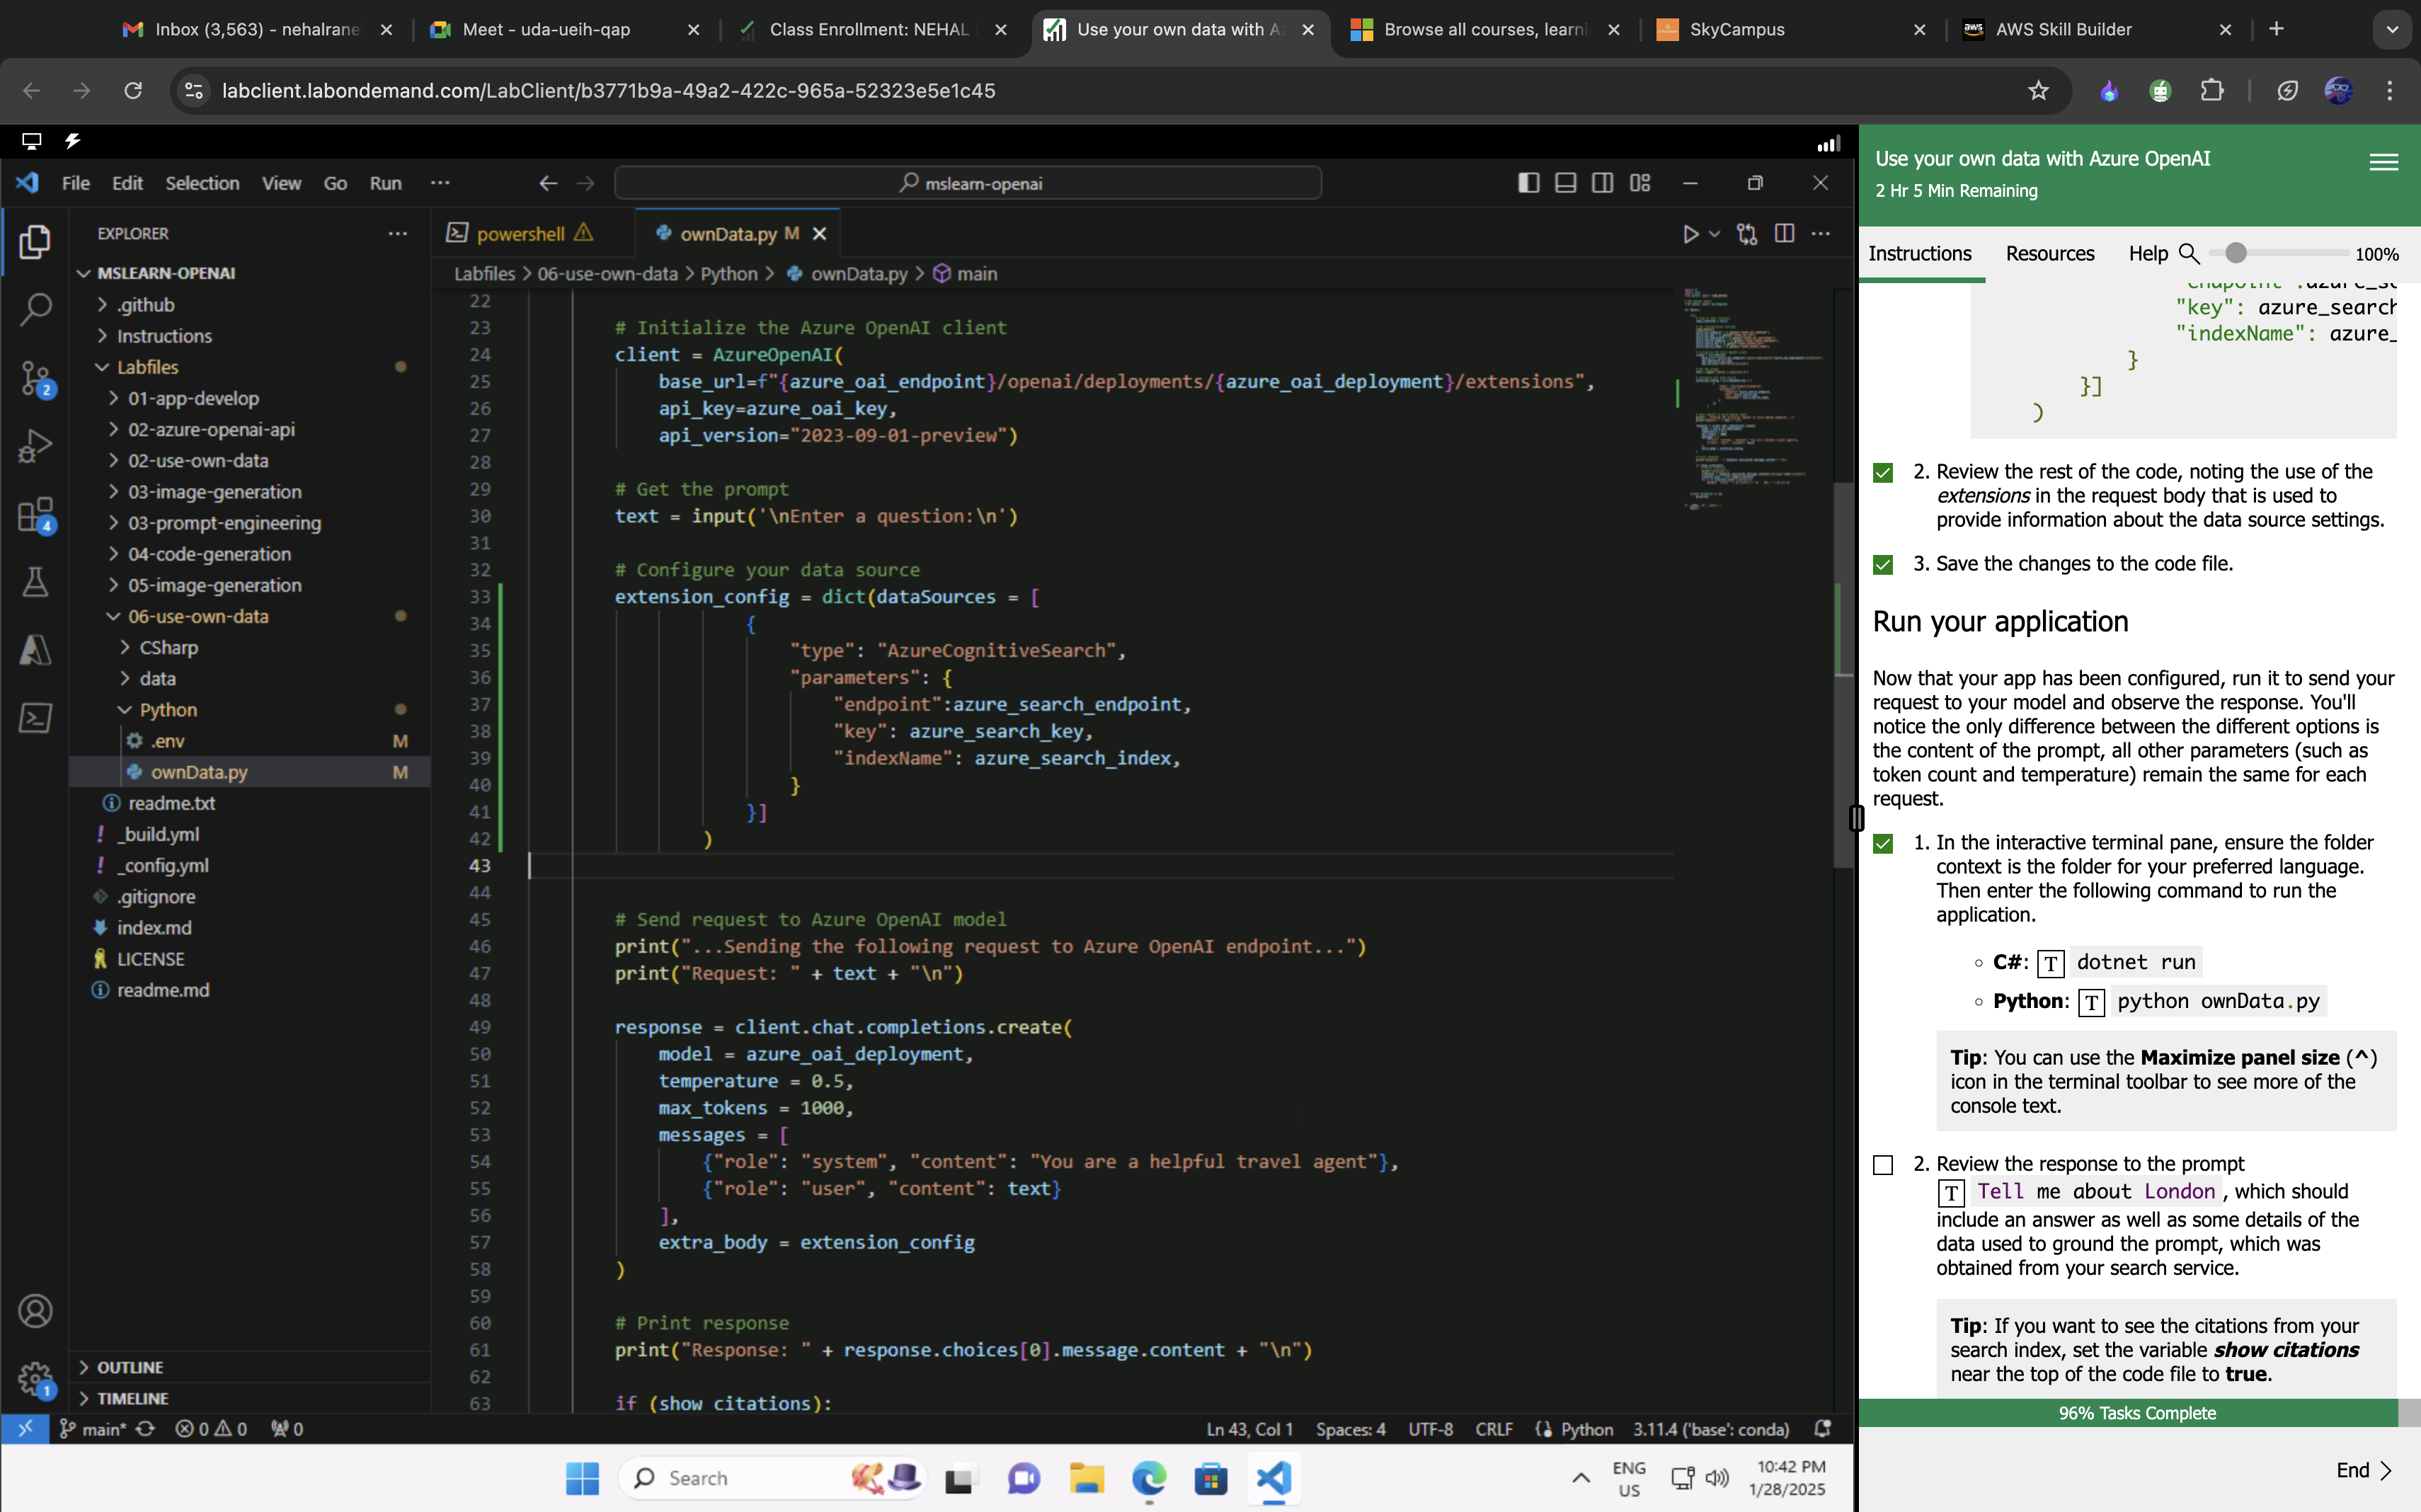 Inbox (3,563) - nehalrane
Meet - uda-ueih-qap
Class Enrollment: NEHAL
Use your own data with A
Browse all courses, learni
SkyCampus
AWS Skill Builder
labclient.labondemand.com/LabClient/b3771b9a-49a2-422c-965a-52323e5e1c45
File Edit Selection View Go Run ...
mslearn-openai
EXPLORER
MSLEARN-OPENAI
.github
Instructions
Labfiles
01-app-develop
02-azure-openai-api
02-use-own-data
03-image-generation
03-prompt-engineering
04-code-generation
05-image-generation
06-use-own-data
CSharp
data
Python
.env M
ownData.py M
readme.txt
_build.yml
_config.yml
.gitignore
index.md
LICENSE
readme.md
OUTLINE
TIMELINE
2
4
1
powershell
ownData.py M
Labfiles > 06-use-own-data > Python > ownData.py > main
22
23 # Initialize the Azure OpenAI client
24 client = AzureOpenAI(
25 base_url=f"{azure_oai_endpoint}/openai/deployments/{azure_oai_deployment}/extensions",
26 api_key=azure_oai_key,
27 api_version="2023-09-01-preview")
28
29 # Get the prompt
30 text = input('\nEnter a question:\n')
31
32 # Configure your data source
33 extension_config = dict(dataSources = [
34 {
35 "type": "AzureCognitiveSearch",
36 "parameters": {
37 "endpoint":azure_search_endpoint,
38 "key": azure_search_key,
39 "indexName": azure_search_index,
40 }
41 }]
42 )
43
44
45 # Send request to Azure OpenAI model
46 print("...Sending the following request to Azure OpenAI endpoint...")
47 print("Request: " + text + "\n")
48
49 response = client.chat.completions.create(
50 model = azure_oai_deployment,
51 temperature = 0.5,
52 max_tokens = 1000,
53 messages = [
54 {"role": "system", "content": "You are a helpful travel agent"},
55 {"role": "user", "content": text}
56 ],
57 extra_body = extension_config
58 )
59
60 # Print response
61 print("Response: " + response.choices[0].message.content + "\n")
62
63 if (show citations):
main* 0 0 0
Ln 43, Col 1 Spaces: 4 UTF-8 CRLF Python 3.11.4 ('base': conda)
Search
ENG
US
10:42 PM
1/28/2025
Use your own data with Azure OpenAI
2 Hr 5 Min Remaining
Instructions Resources Help 100%
"key": azure_search
"indexName": azure_
}
}]
)
2. Review the rest of the code, noting the use of the
extensions in the request body that is used to
provide information about the data source settings.
3. Save the changes to the code file.
Run your application
Now that your app has been configured, run it to send your
request to your model and observe the response. You'll
notice the only difference between the different options is
the content of the prompt, all other parameters (such as
token count and temperature) remain the same for each
request.
1. In the interactive terminal pane, ensure the folder
context is the folder for your preferred language.
Then enter the following command to run the
application.
C#: T dotnet run
Python: T python ownData.py
Tip: You can use the Maximize panel size (^)
icon in the terminal toolbar to see more of the
console text.
2. Review the response to the prompt
T Tell me about London, which should
include an answer as well as some details of the
data used to ground the prompt, which was
obtained from your search service.
Tip: If you want to see the citations from your
search index, set the variable show citations
near the top of the code file to true.
96% Tasks Complete
End